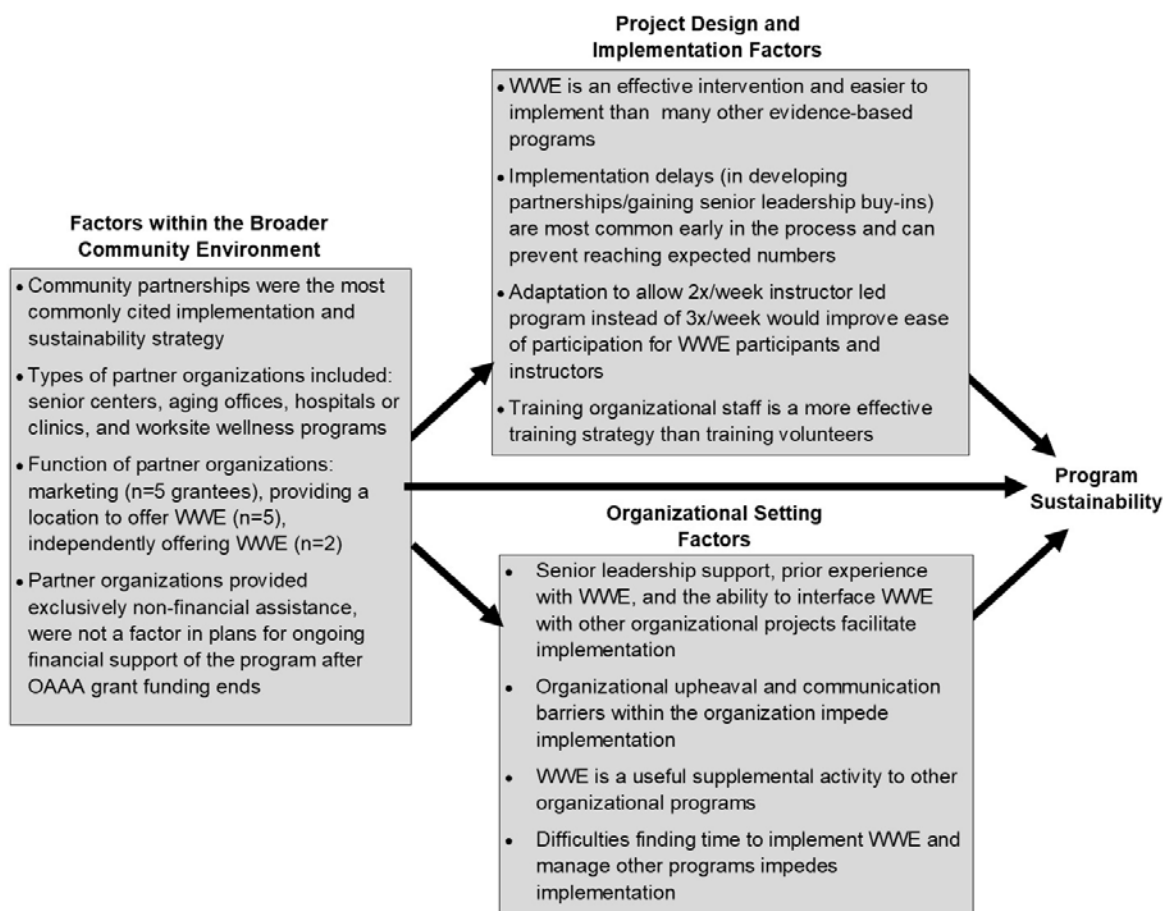 Project Design and
Implementation Factors
• WWE is an effective intervention and easier to
implement than many other evidence-based
programs
• Implementation delays (in developing
partnerships/gaining senior leadership buy-ins)
are most common early in the process and can
prevent reaching expected numbers
• Adaptation to allow 2x/week instructor led
program instead of 3x/week would improve ease
of participation for WWE participants and
instructors
• Training organizational staff is a more effective
training strategy than training volunteers
Factors within the Broader
Community Environment
• Community partnerships were the most
commonly cited implementation and
sustainability strategy
• Types of partner organizations included:
senior centers, aging offices, hospitals or
clinics, and worksite wellness programs
• Function of partner organizations:
marketing (n=5 grantees), providing a
location to offer WWE (n=5),
independently offering WWE (n=2)
• Partner organizations provided
exclusively non-financial assistance,
were not a factor in plans for ongoing
financial support of the program after
OAAA grant funding ends
Program
Sustainability
Organizational Setting
Factors
• Senior leadership support, prior experience
with WWE, and the ability to interface WWE
with other organizational projects facilitate
implementation
• Organizational upheaval and communication
barriers within the organization impede
implementation
• WWE is a useful supplemental activity to other
organizational programs
• Difficulties finding time to implement WWE and
manage other programs impedes
implementation